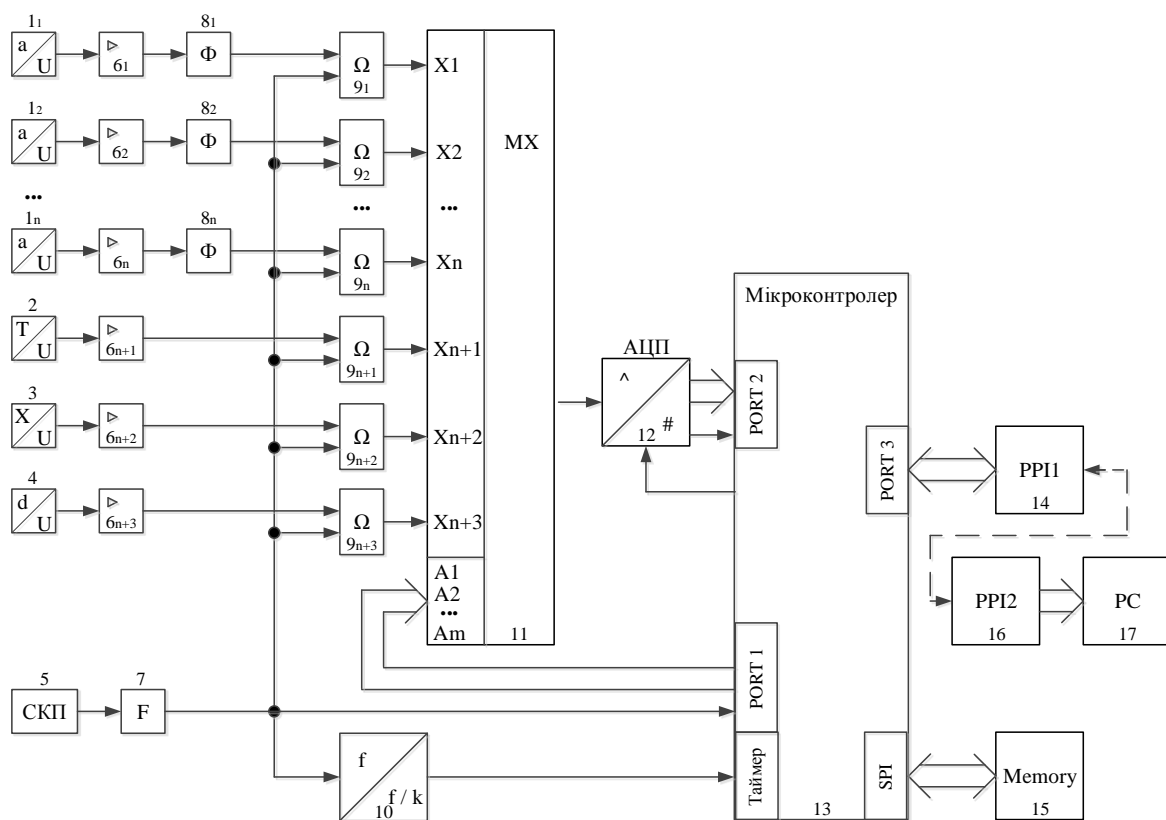 1₁
a
U
▷
6₁
8₁
Ф
Ω
9₁
X1
1₂
a
U
▷
6₂
8₂
Ф
Ω
9₂
X2
MX
...
...
...
1ₙ
a
U
▷
6ₙ
8ₙ
Ф
Ω
9ₙ
Xn
2
T
U
▷
6ₙ₊₁
Ω
9ₙ₊₁
Xn+1
3
X
U
▷
6ₙ₊₂
Ω
9ₙ₊₂
Xn+2
4
d
U
▷
6ₙ₊₃
Ω
9ₙ₊₃
Xn+3
A1
A2
...
Am
11
5
СКП
7
F
f
f / k
10
АЦП
^
#
12
Мікроконтролер
PORT 2
PORT 3
PORT 1
Таймер
SPI
13
PPI1
14
PPI2
16
PC
17
Memory
15